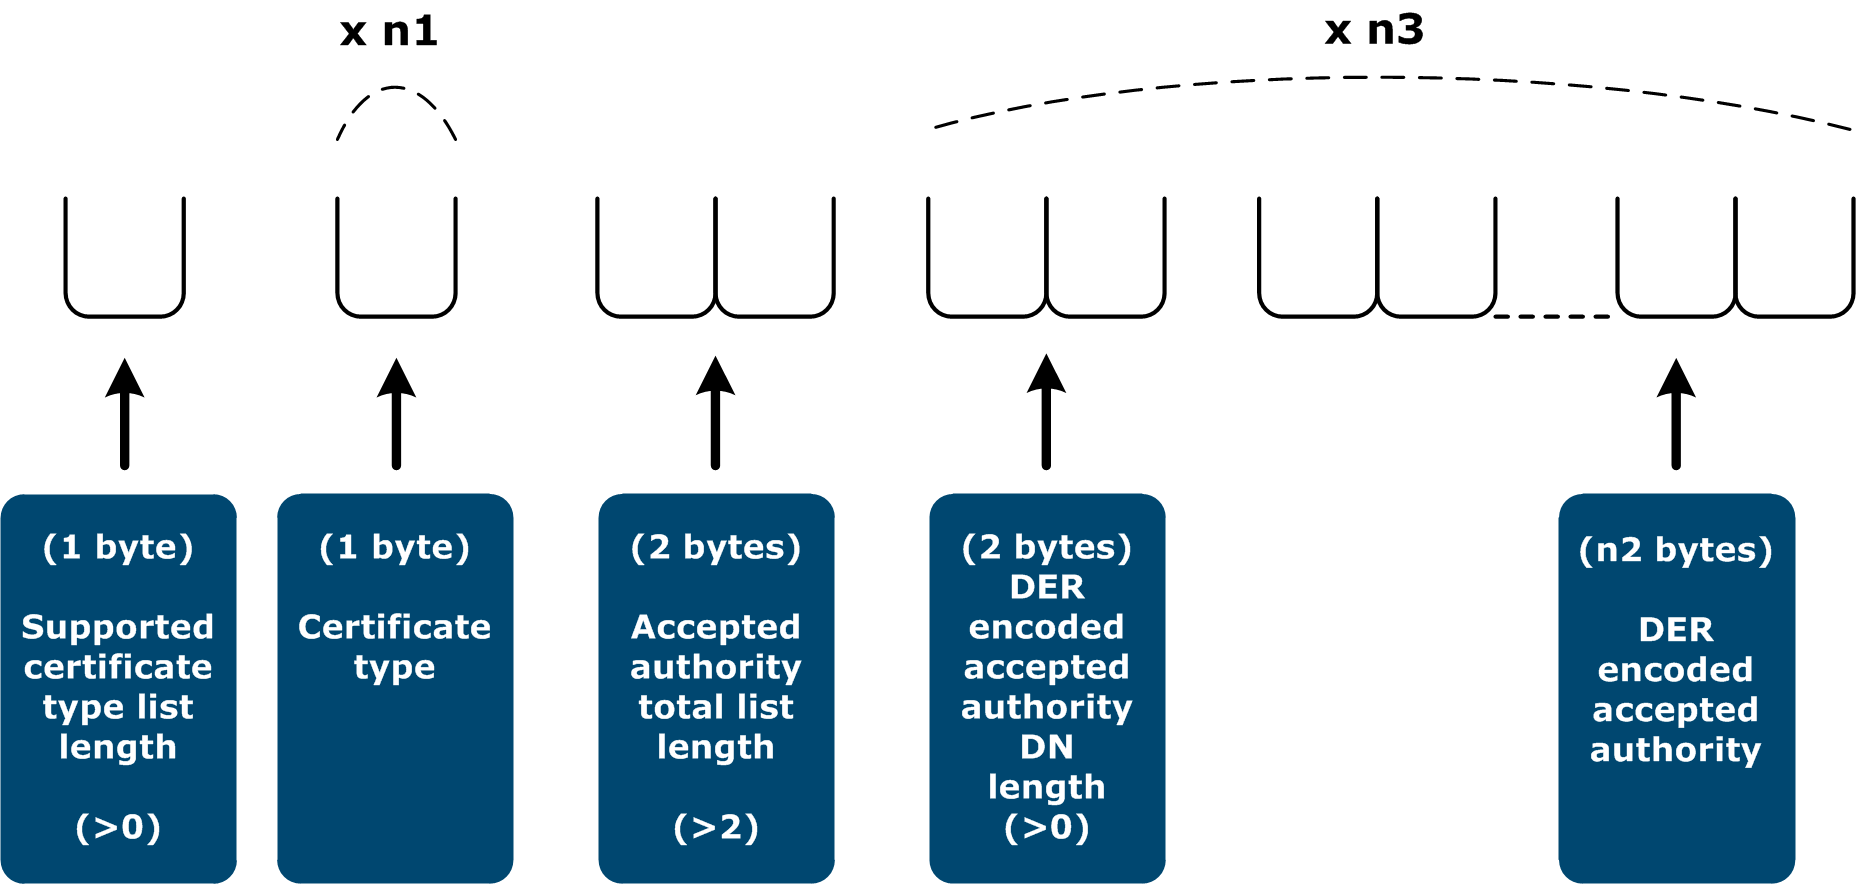 x n1
x n3
(1 byte)
Supported
certificate
type list
length
(>0)
(1 byte)
Certificate
type
(2 bytes)
Accepted
authority
total list
length
(>2)
(2 bytes)
DER
encoded
accepted
authority
DN
length
(>0)
(n2 bytes)
DER
encoded
accepted
authority